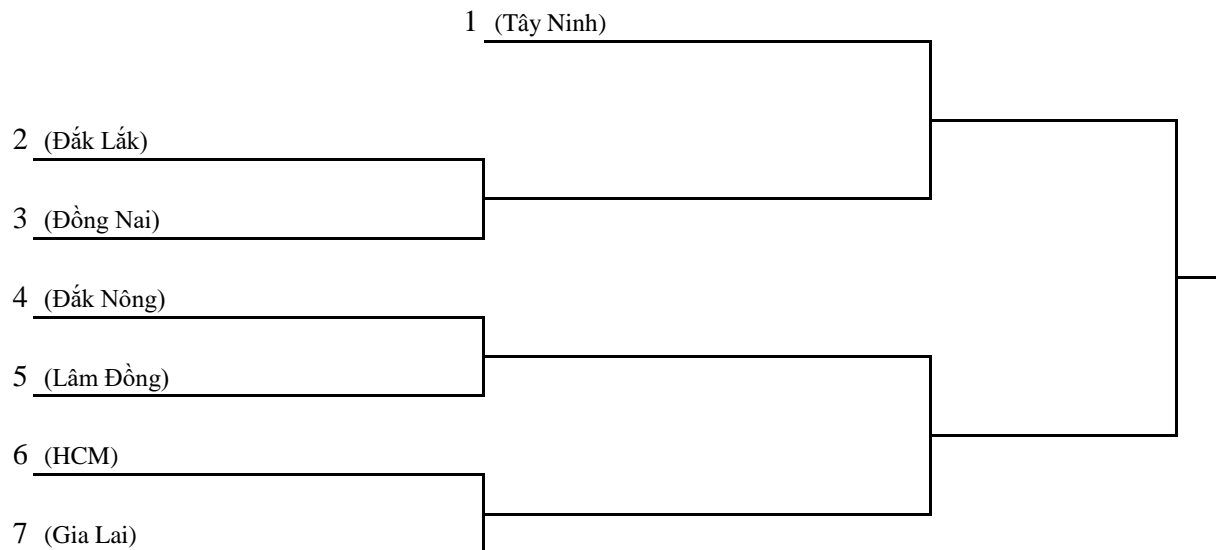 1 (Tây Ninh)
2 (Đắk Lắk)
3 (Đồng Nai)
4 (Đắk Nông)
5 (Lâm Đồng)
6 (HCM)
7 (Gia Lai)